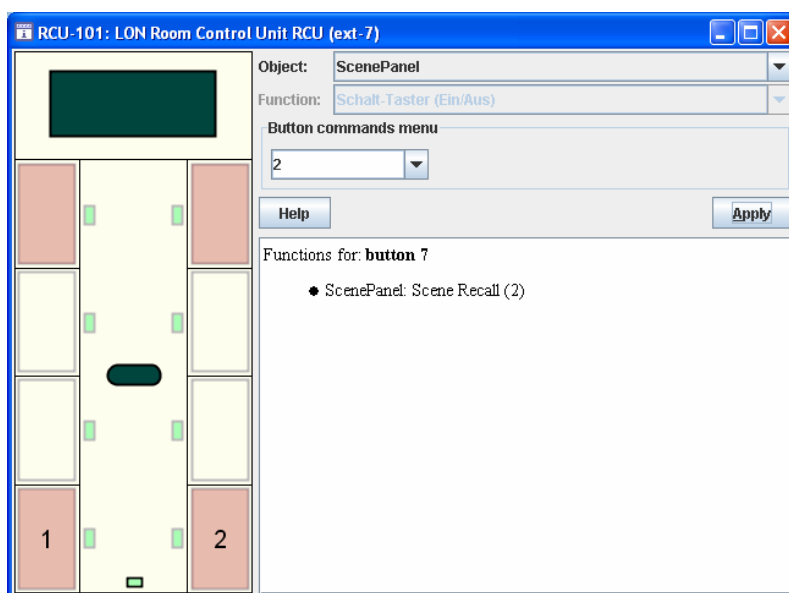 RCU-101: LON Room Control Unit RCU (ext-7)
Object: ScenePanel
Function: Schalt-Taster (Ein/Aus)
Button commands menu
2
Help Apply
Functions for: button 7
● ScenePanel: Scene Recall (2)
1 2